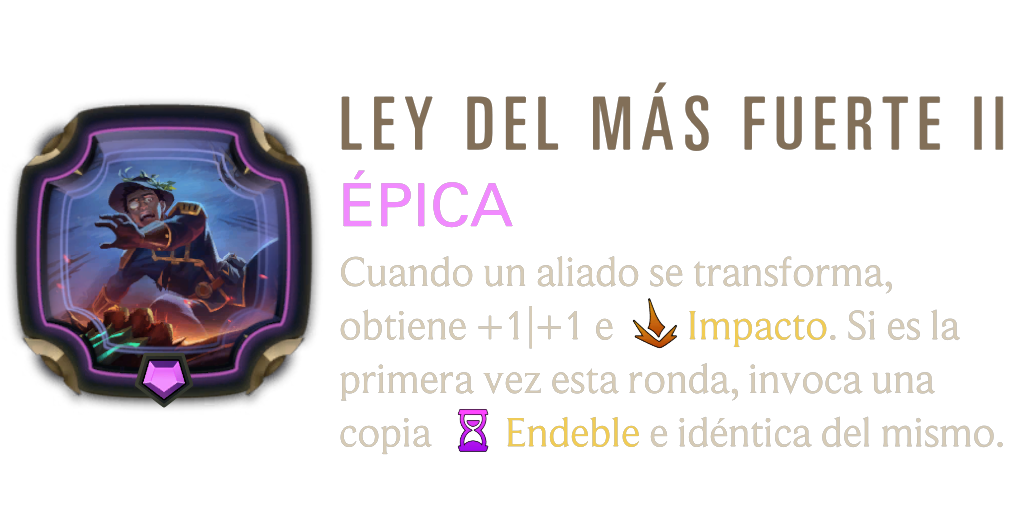 LEY DEL MÁS FUERTE II
ÉPICA
Cuando un aliado se transforma,
obtiene +1|+1 e Impacto. Si es la
primera vez esta ronda, invoca una
copia Endeble e idéntica del mismo.